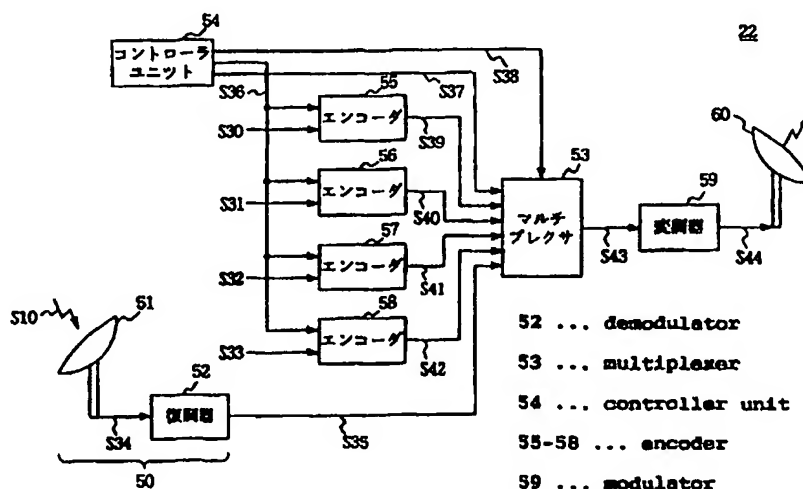 54
22
コントローラ
ユニット
S38
S36
S37
55
エンコーダ
S30
S39
60
56
エンコーダ
53
S31
S40
59
57
マルチ
プレクサ
変調器
エンコーダ
S43
S44
S32
S41
61
58
S10
エンコーダ
52
S33
S42
復調器
S34
S35
50
52 ... demodulator
53 ... multiplexer
54 ... controller unit
55-58 ... encoder
59 ... modulator